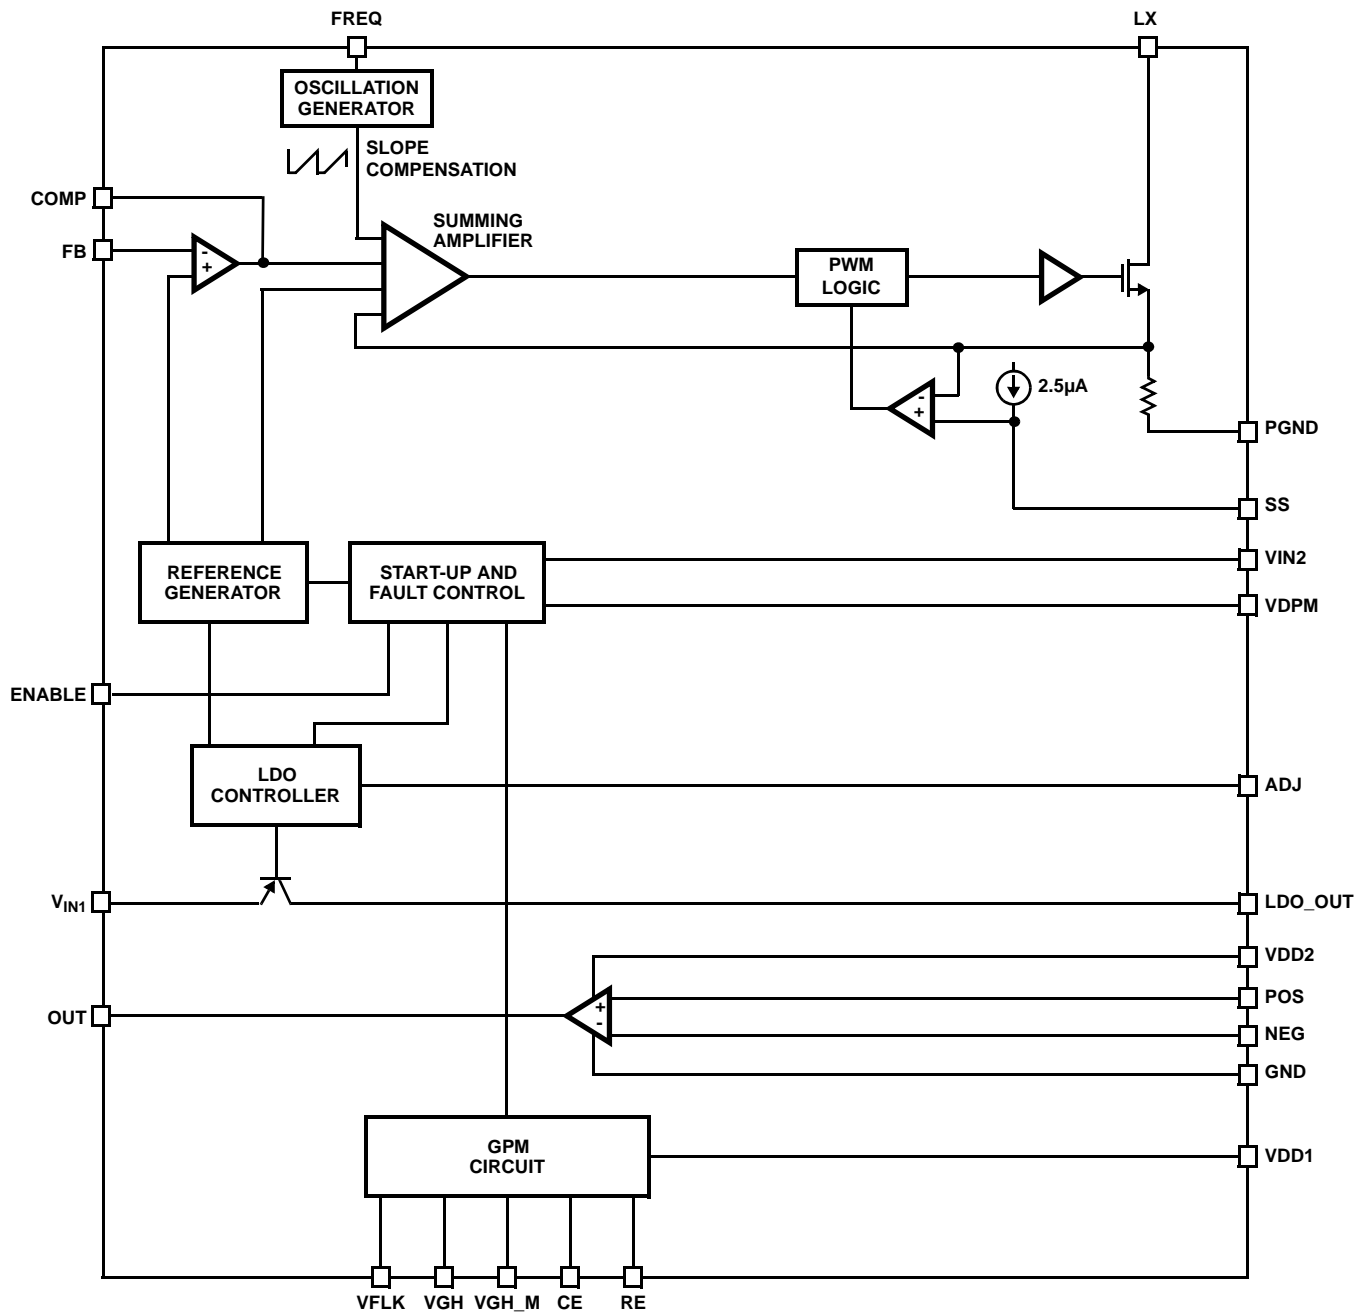 FREQ
LX
OSCILLATION
GENERATOR
SLOPE
COMPENSATION
COMP
FB
-
+
SUMMING
AMPLIFIER
PWM
LOGIC
-
+
2.5µA
PGND
SS
REFERENCE
GENERATOR
START-UP AND
FAULT CONTROL
VIN2
VDPM
ENABLE
LDO
CONTROLLER
ADJ
VIN1
LDO_OUT
VDD2
OUT
+
-
POS
NEG
GND
GPM
CIRCUIT
VDD1
VFLK
VGH
VGH_M
CE
RE